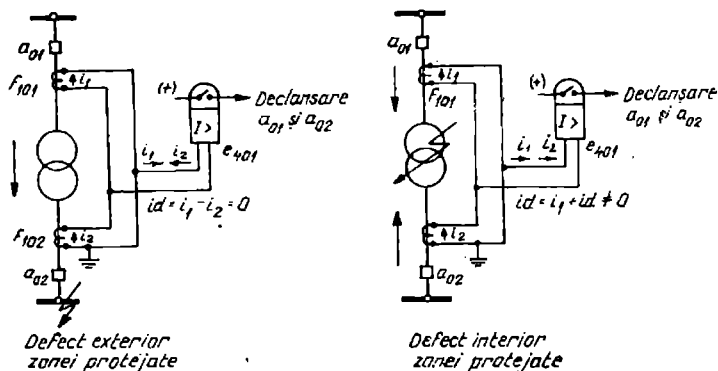 a01
F101
i1
(+)
Declanșare
a01 și a02
I >
e401
i1 i2
id = i1 - i2 = 0
F102
i2
a02
Defect exterior
zonei protejate
a01
i1
F101
(+)
Declanșare
a01 și a02
I >
e401
i1 i2
id = i1 + id ≠ 0
i2
a02
Defect interior
zonei protejate